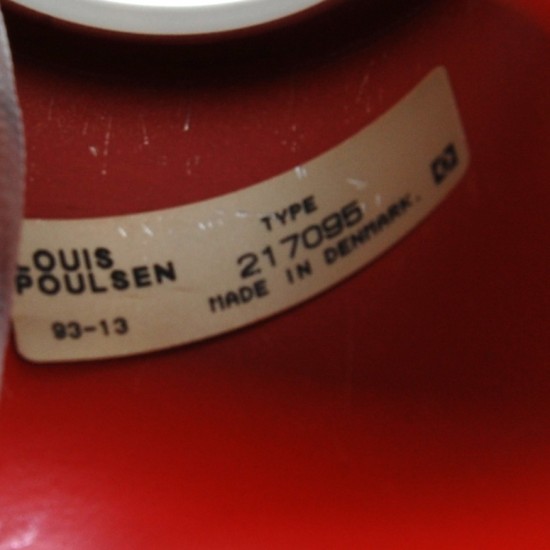 LOUIS
POULSEN
93-13
TYPE
217095
MADE IN DENMARK.